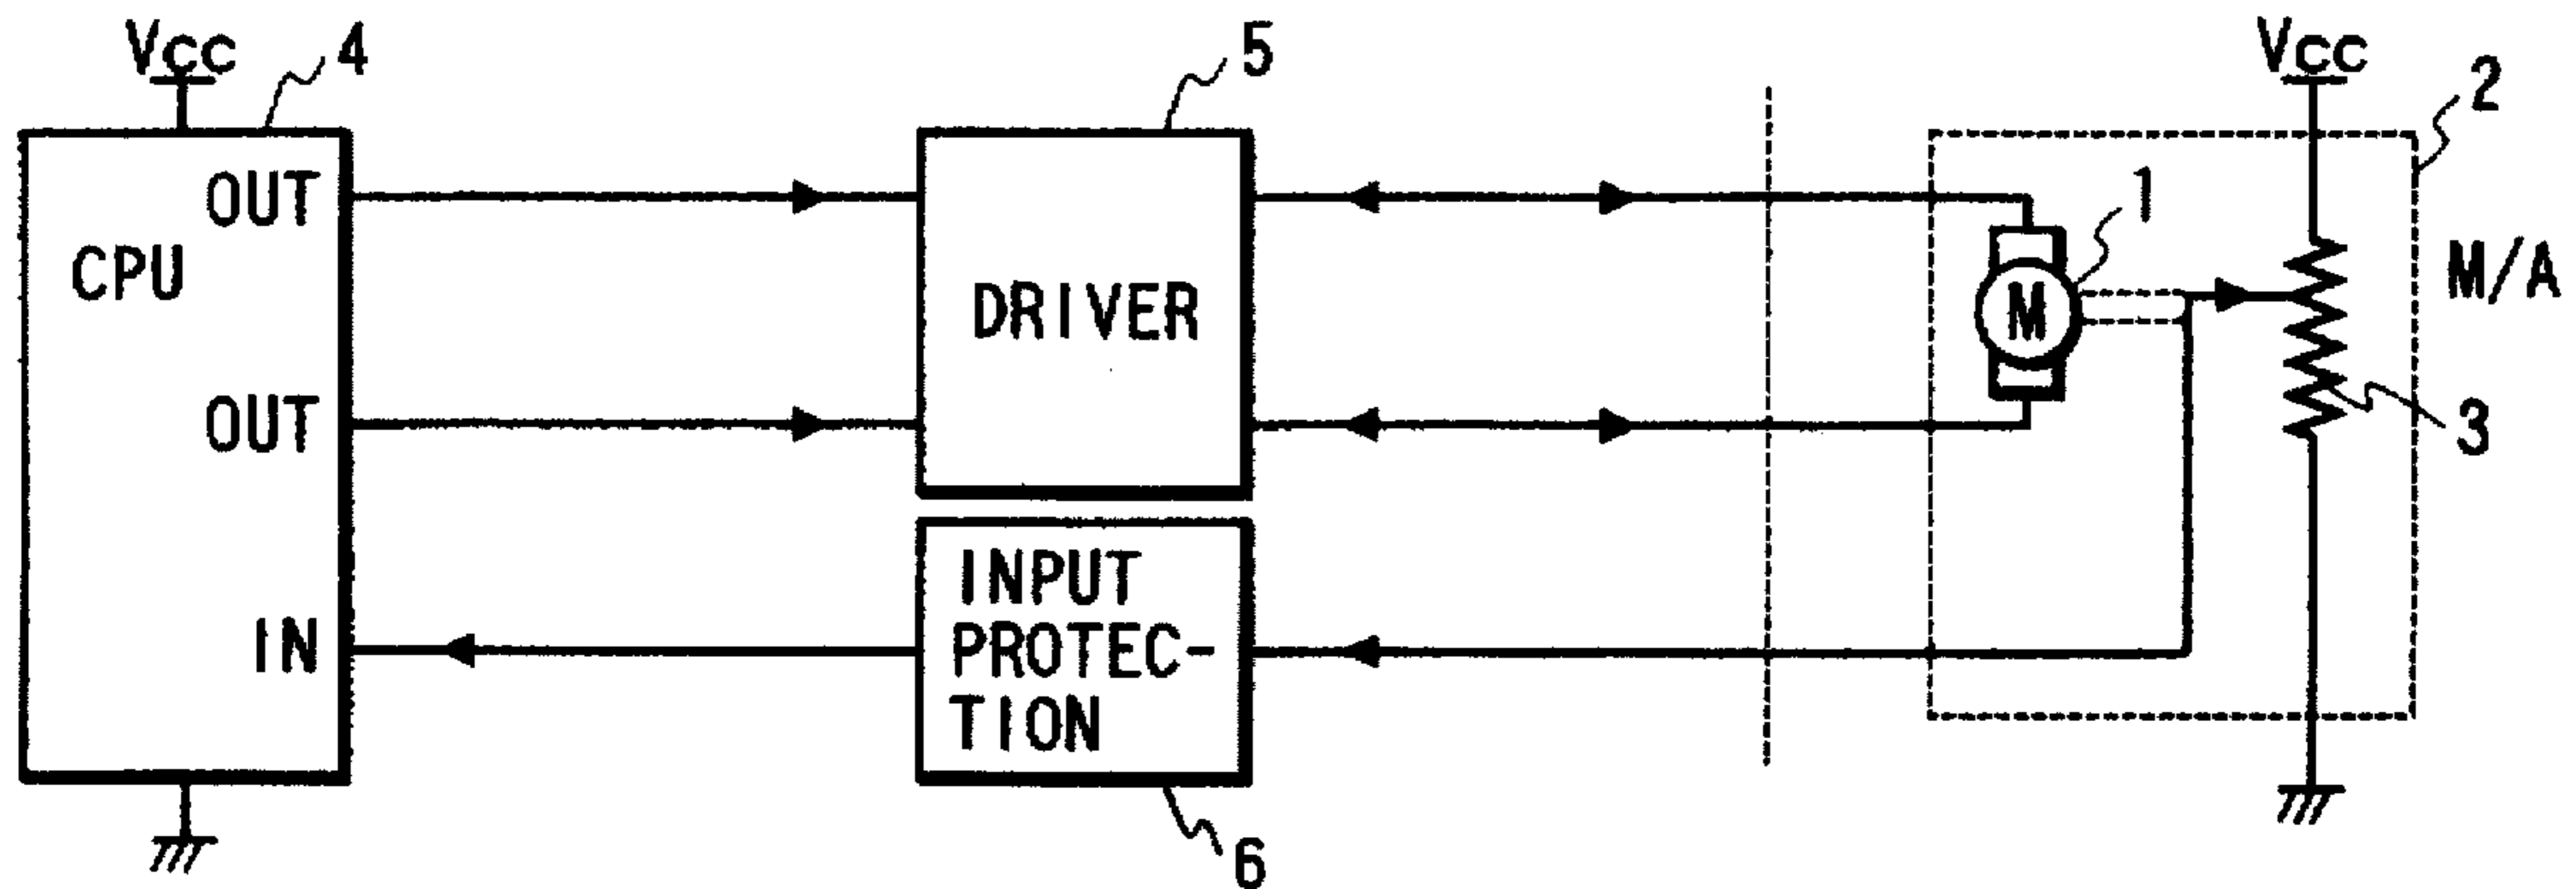 Vcc
4
5
Vcc
2
OUT
1
CPU
M/A
DRIVER
M
OUT
3
INPUT
PROTEC-
TION
IN
6